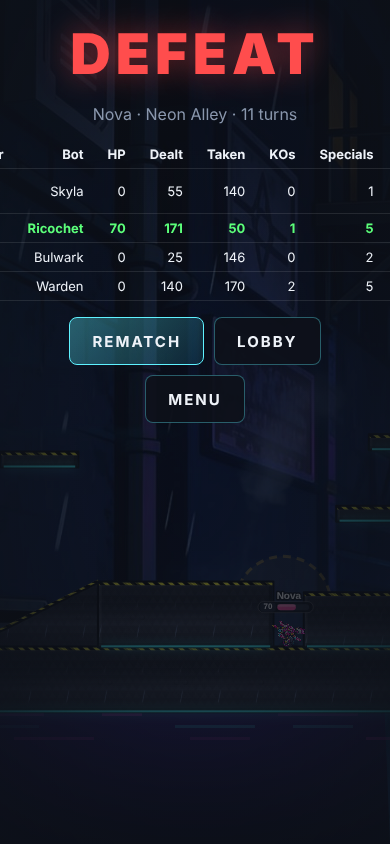 DEFEAT
Nova · Neon Alley · 11 turns
r Bot HP Dealt Taken KOs Specials
Skyla 0 55 140 0 1
Ricochet 70 171 50 1 5
Bulwark 0 25 146 0 2
Warden 0 140 170 2 5
REMATCH LOBBY
MENU
Nova
70